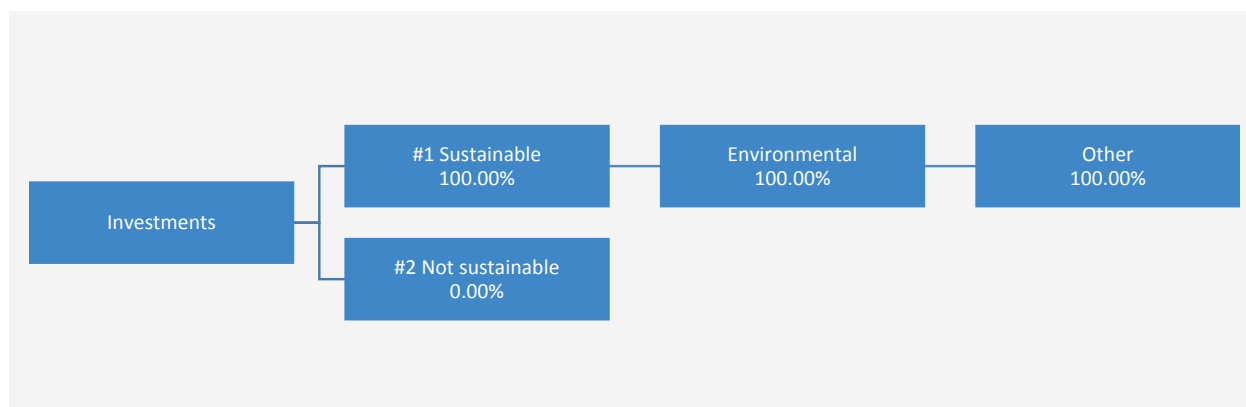 Investments
#1 Sustainable
100.00%
Environmental
100.00%
Other
100.00%
#2 Not sustainable
0.00%